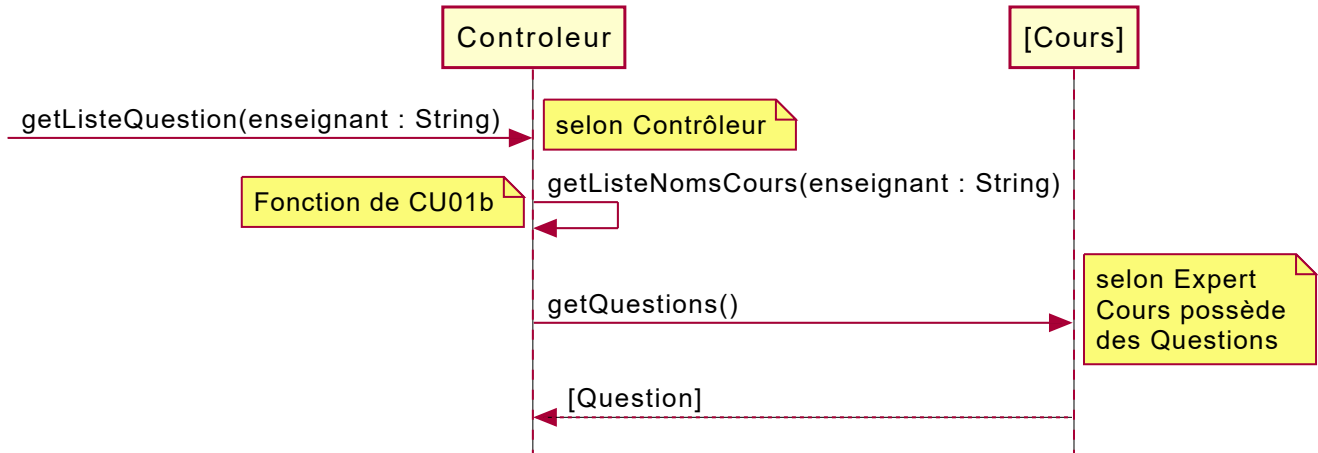 Controleur
[Cours]
getListeQuestion(enseignant : String)
selon Contrôleur
getListeNomsCours(enseignant : String)
Fonction de CU01b
getQuestions()
selon Expert
Cours possède
des Questions
[Question]